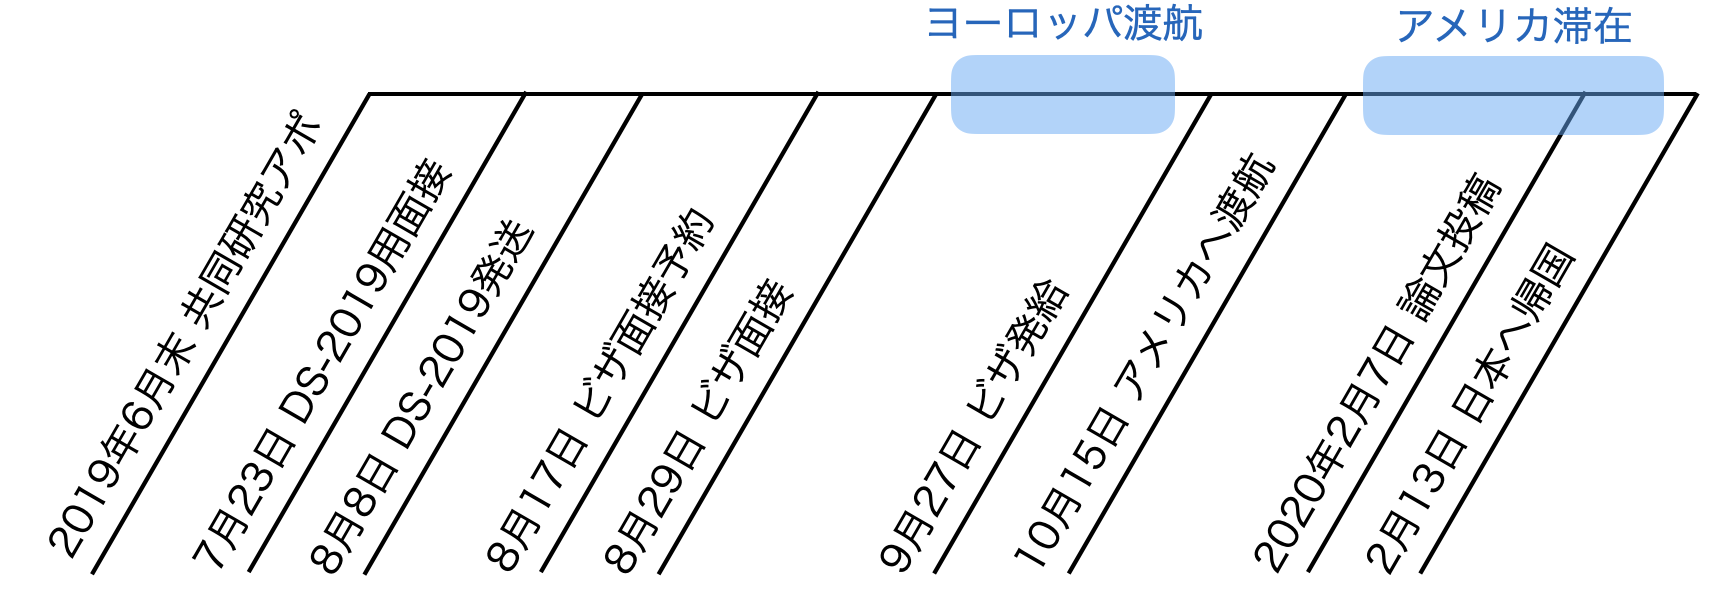 ヨーロッパ渡航
アメリカ滞在
2019年6月末 共同研究アポ
7月23日 DS-2019用面接
8月8日 DS-2019発送
8月17日 ビザ面接予約
8月29日 ビザ面接
9月27日 ビザ発給
10月15日 アメリカへ渡航
2020年2月7日 論文投稿
2月13日 日本へ帰国